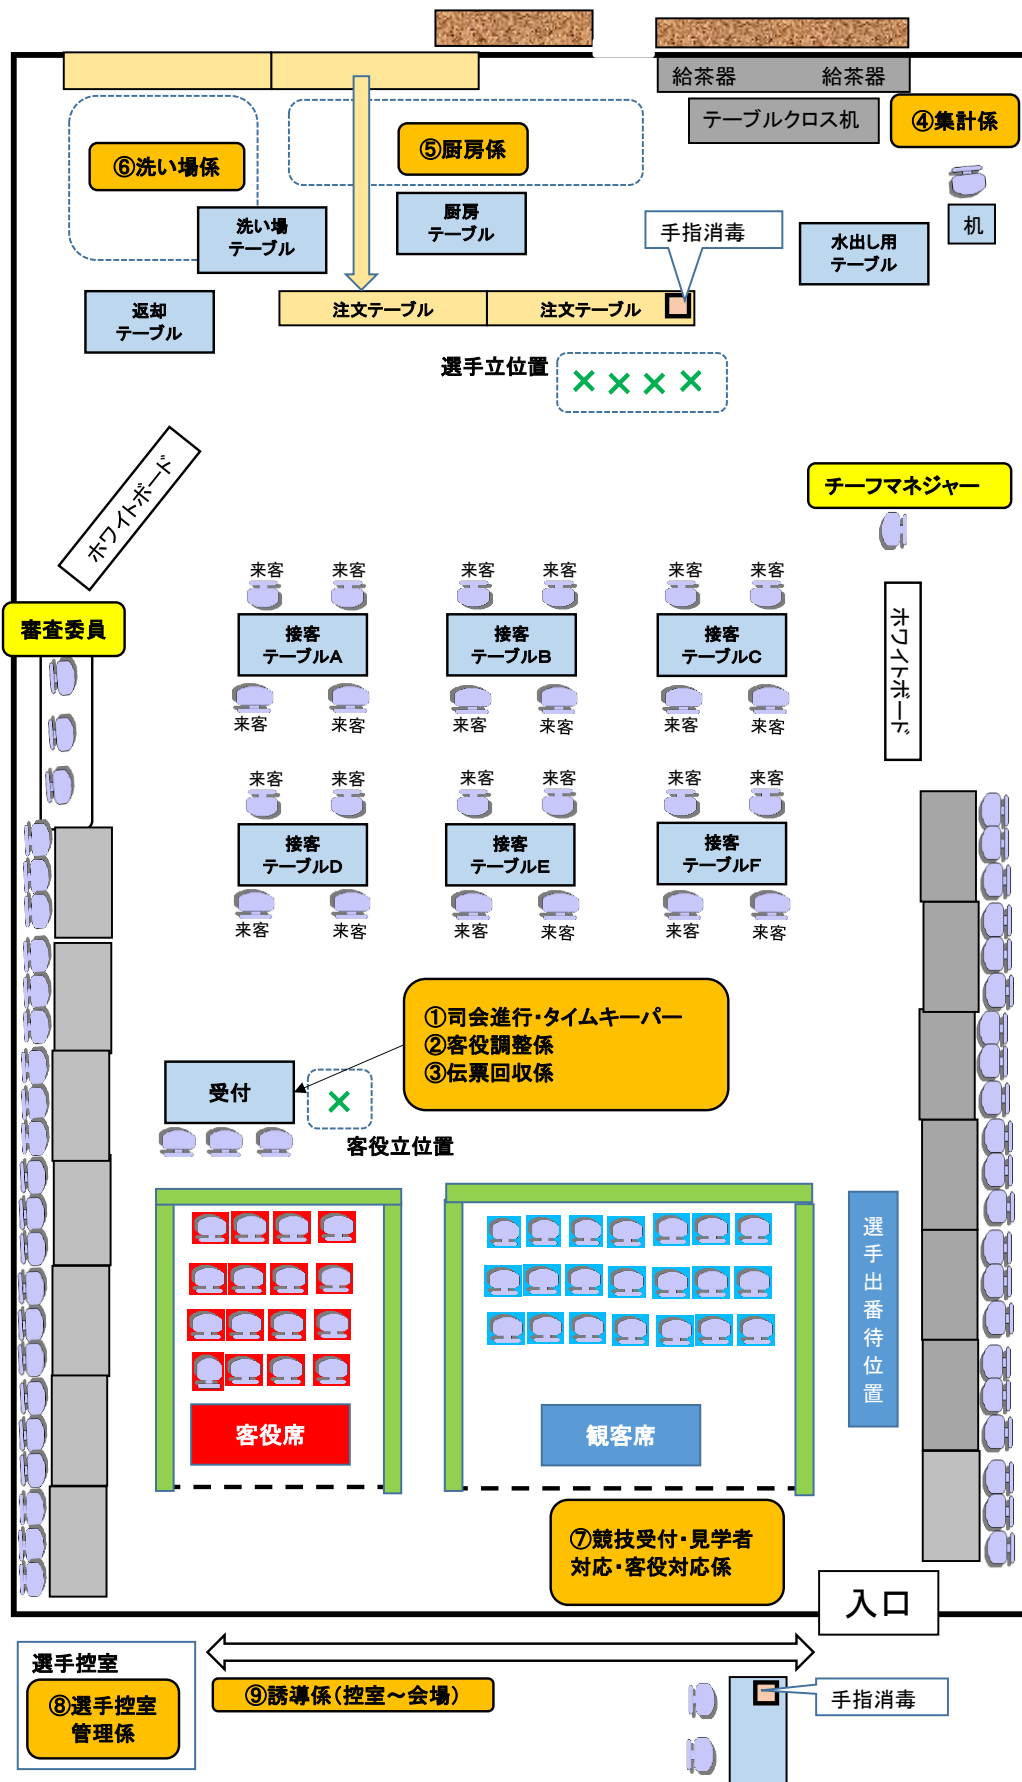 給茶器
給茶器
テーブルクロス机
④集計係
⑤厨房係
⑥洗い場係
机
洗い場
テーブル
厨房
テーブル
手指消毒
水出し用
テーブル
返却
テーブル
注文テーブル
注文テーブル
選手立位置
ホワイトボード
チーフマネジャー
来客
来客
来客
来客
来客
来客
審査委員
接客
テーブルA
接客
テーブルB
接客
テーブルC
ホワイトボード
来客
来客
来客
来客
来客
来客
来客
来客
来客
来客
来客
来客
接客
テーブルD
接客
テーブルE
接客
テーブルF
来客
来客
来客
来客
来客
来客
①司会進行・タイムキーパー
②客役調整係
③伝票回収係
受付
客役立位置
選手出番待位置
客役席
観客席
⑦競技受付・見学者
対応・客役対応係
入口
選手控室
⑧選手控室
管理係
⑨誘導係(控室～会場)
手指消毒